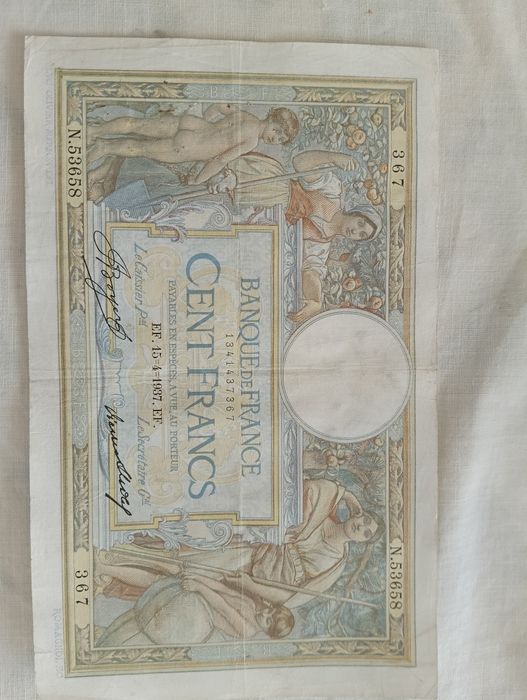 367 N.53658
BANQUE DE FRANCE
1341437367
CENT FRANCS
PAYABLES EN ESPÈCES, A VUE, AU PORTEUR
EF. 15=4=1937. EF.
Le Caissier Pal Le Secrétaire Gal
N.53658 367